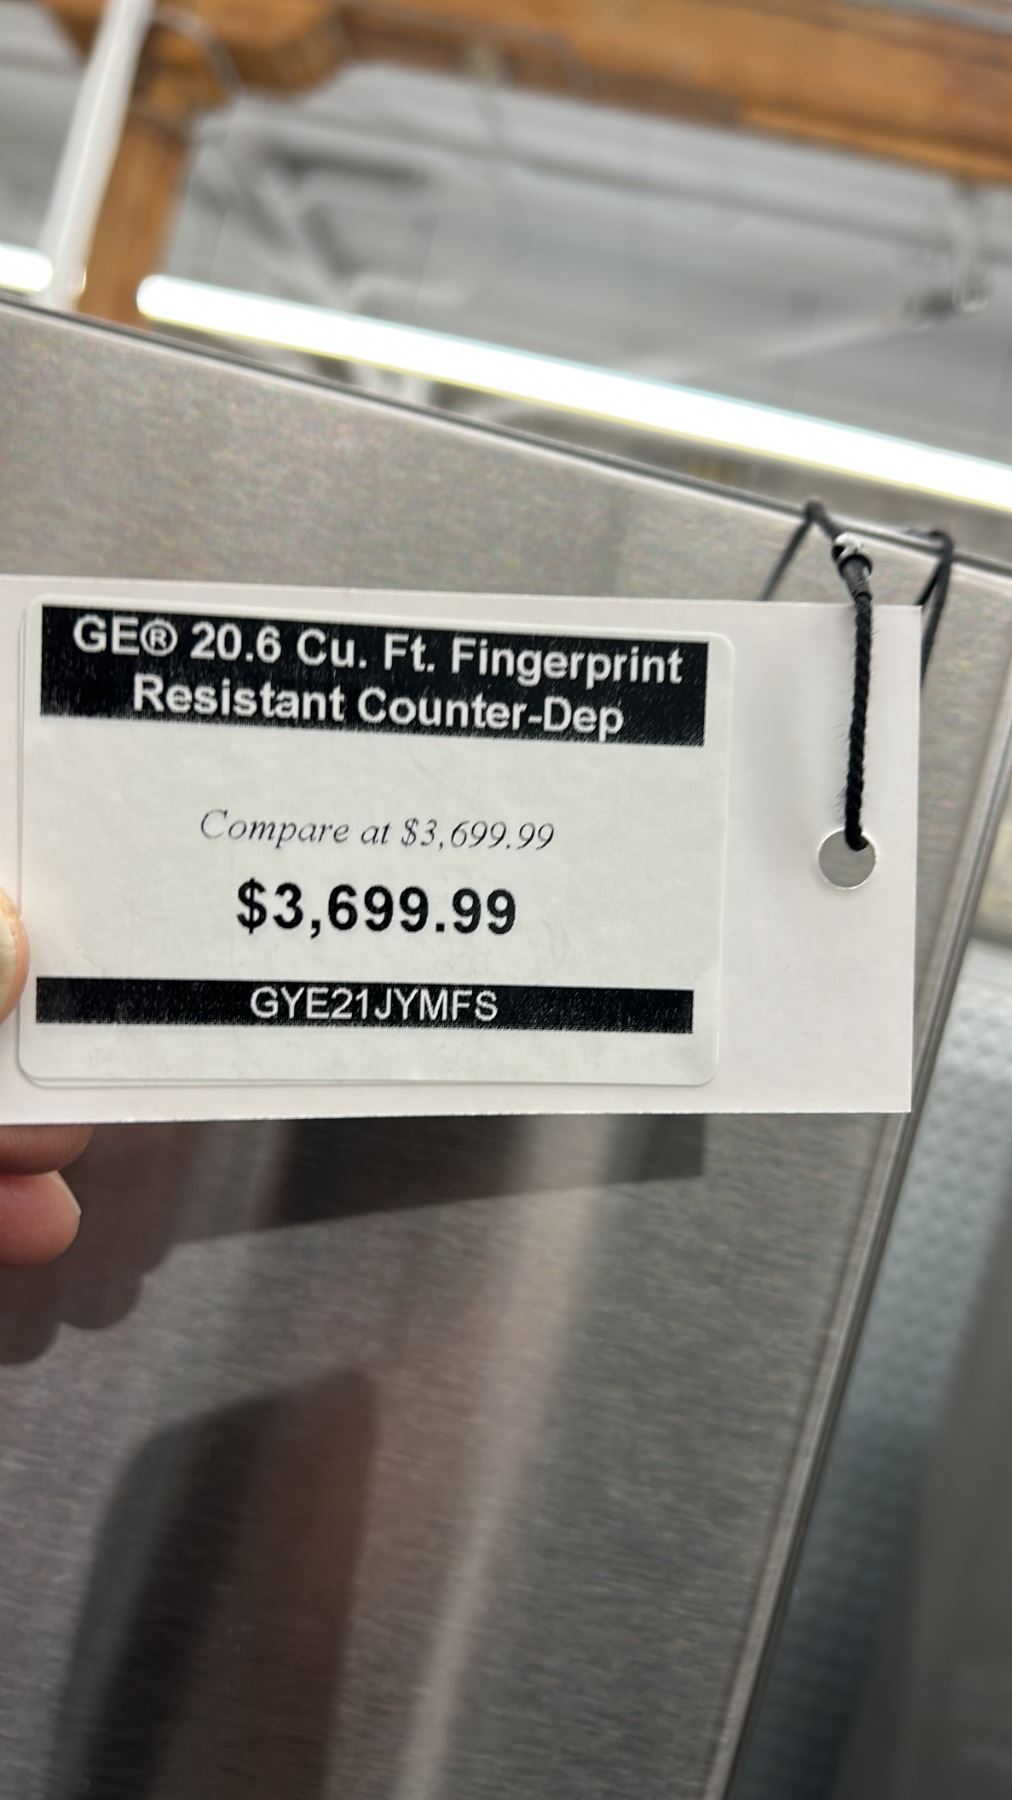 GE® 20.6 Cu. Ft. Fingerprint
Resistant Counter-Dep
Compare at $3,699.99
$3,699.99
GYE21JYMFS